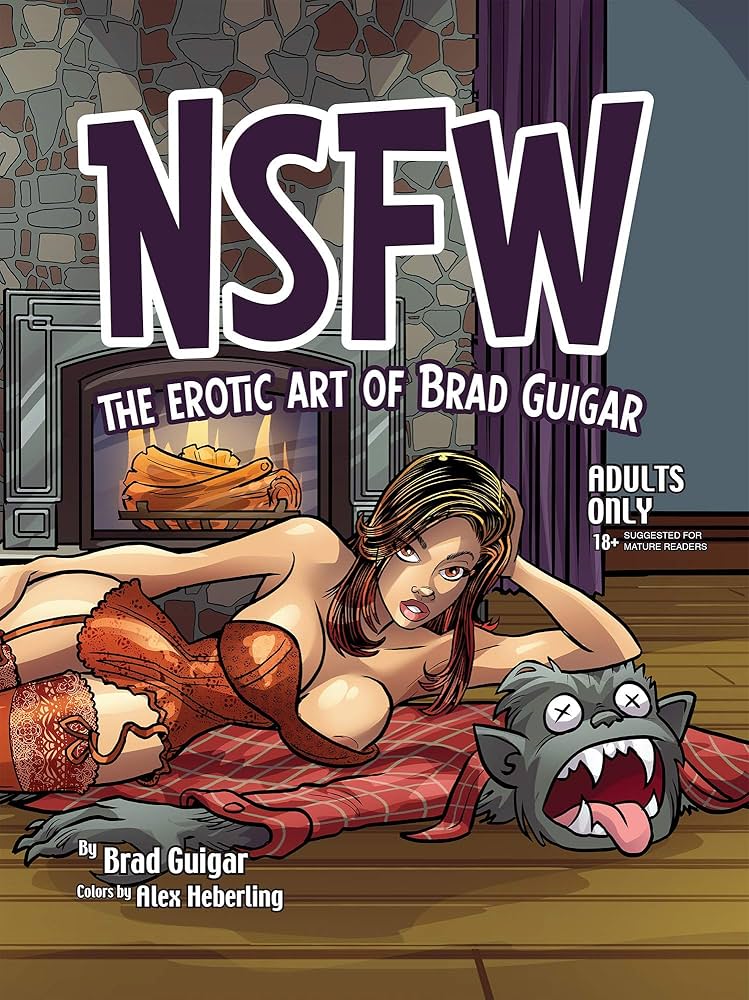 NSFW
THE EROTIC ART OF BRAD GUIGAR
ADULTS
ONLY
18+ SUGGESTED FOR
MATURE READERS
By Brad Guigar
Colors by Alex Heberling